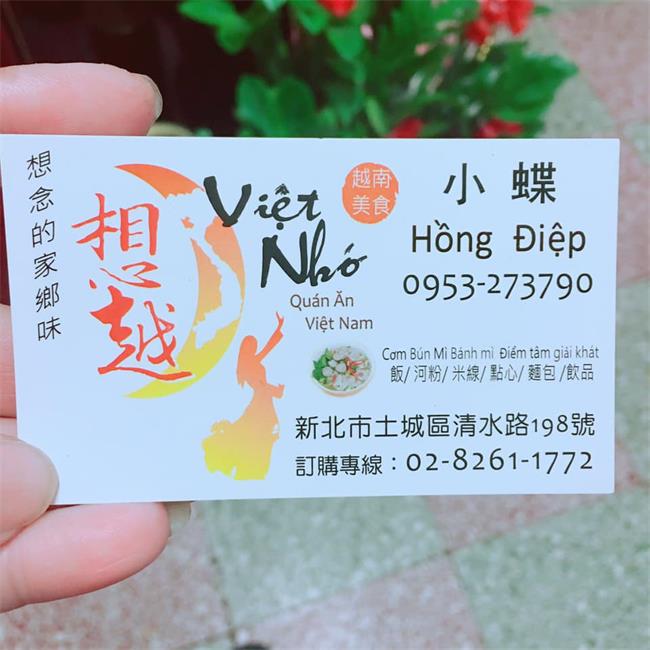 想念的家鄉味
想越
Việt
Nhớ
Quán Ăn
Việt Nam
越南
美食
小蝶
Hồng Điệp
0953-273790
Cơm Bún Mì Bánh mì Điểm tâm giải khát
飯/ 河粉/ 米線/ 點心/ 麵包/飲品
新北市土城區清水路198號
訂購專線：02-8261-1772